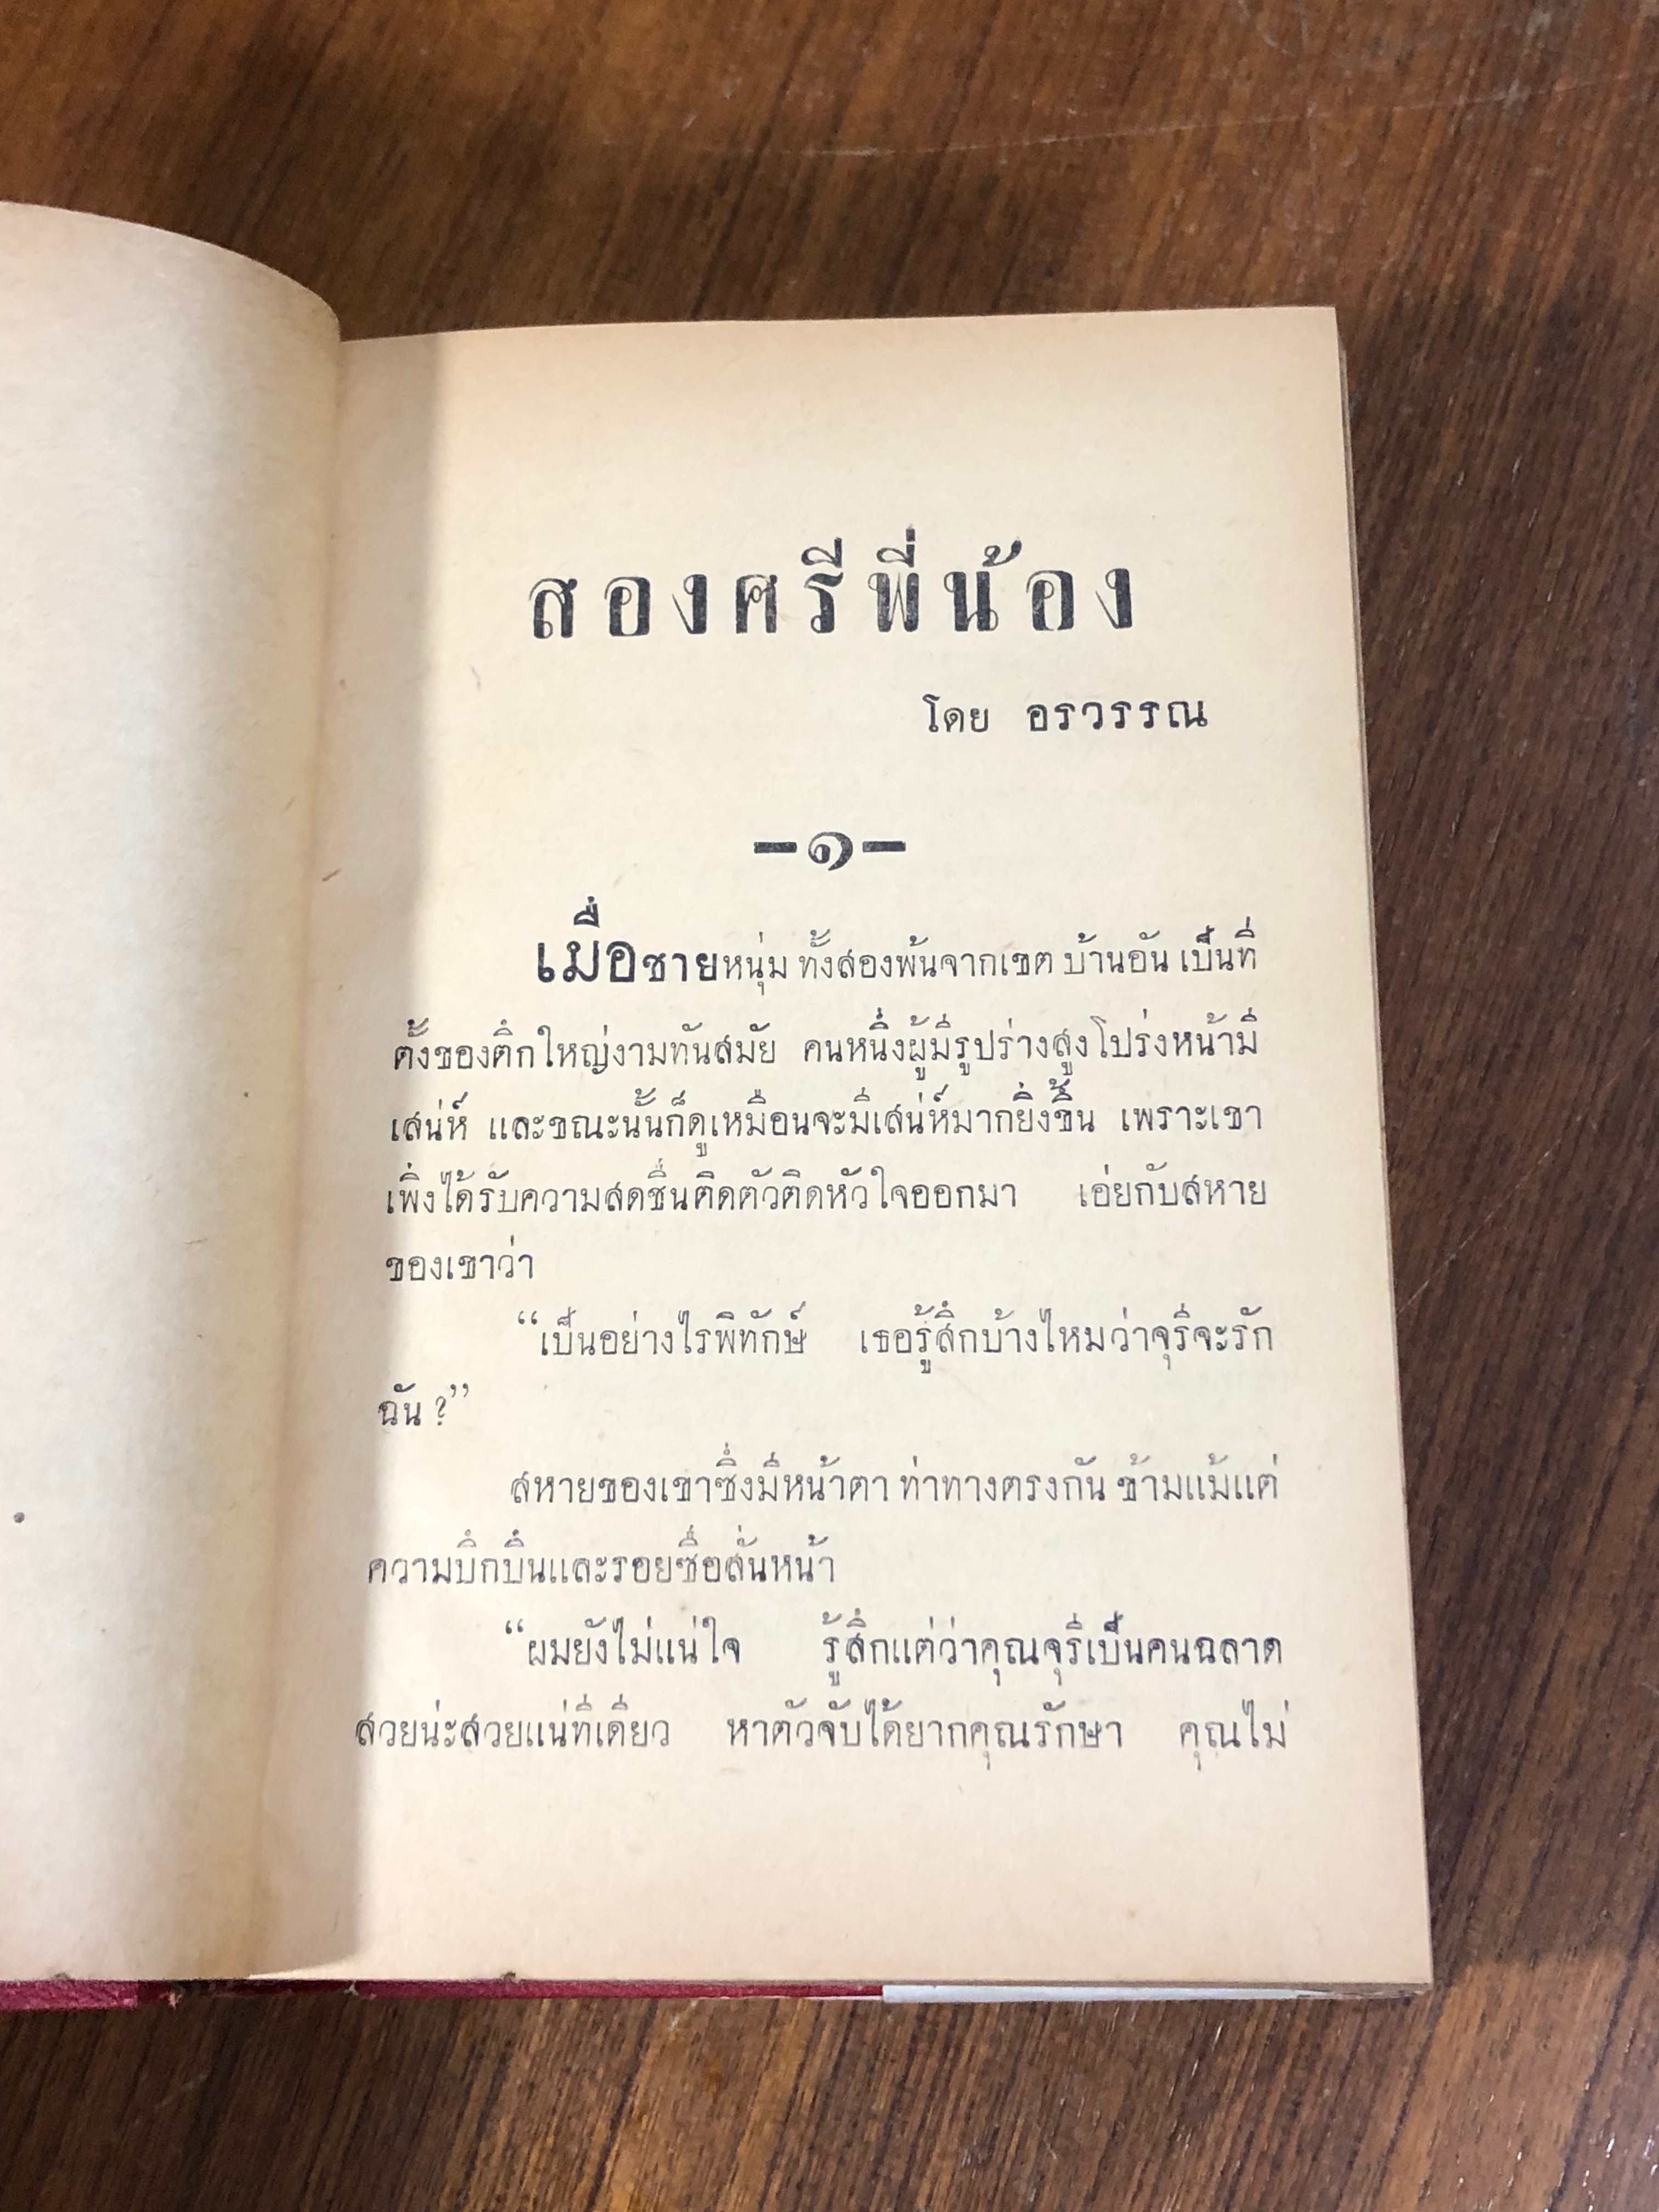 สองศรีพี่น้อง
โดย อรวรรณ
-๑-
เมื่อชายหนุ่ม ทั้งสองพ้นจากเขต บ้านอัน เป็นที่
ตั้งของตึกใหญ่งามทันสมัย คนหนึ่งผู้มีรูปร่างสูงโปร่งหน้ามี
เสน่ห์ และขณะนั้นก็ดูเหมือนจะมีเสน่ห์มากยิ่งขึ้น เพราะเขา
เพิ่งได้รับความสดชื่นติดตัวติดหัวใจออกมา เอ่ยกับสหาย
ของเขาว่า
“เป็นอย่างไรพิทักษ์ เธอรู้สึกบ้างไหมว่าจุรีจะรัก
ฉัน ?”
สหายของเขาซึ่งมีหน้าตา ท่าทางตรงกัน ข้ามแม้แต่
ความบึกบึนและรอยซื่อสั่นหน้า
“ผมยังไม่แน่ใจ รู้สึกแต่ว่าคุณจุรีเป็นคนฉลาด
สวยน่ะสวยแน่ทีเดียว หาตัวจับได้ยากคุณรักษา คุณไม่